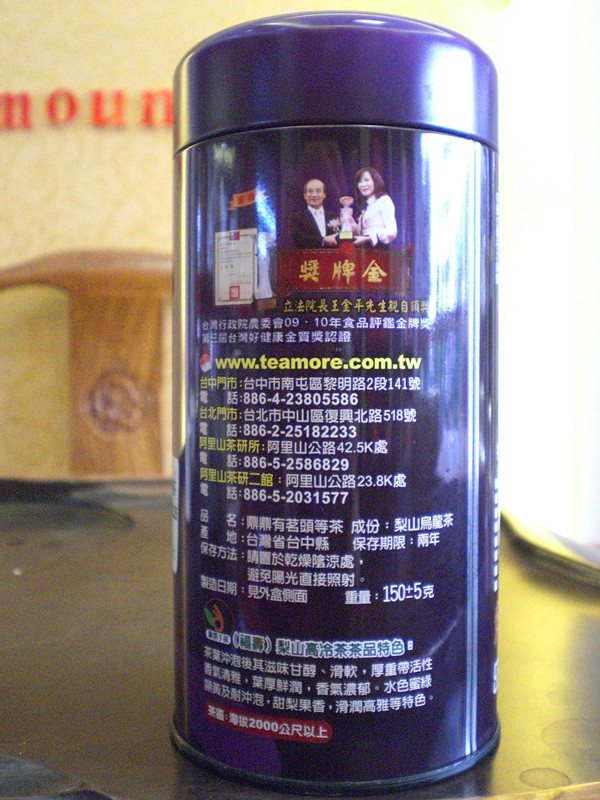 moun
獎牌金
立法院長王金平先生親自頒獎
台灣行政院農委會09、10年食品評鑑金牌獎
第三屆台灣好健康金質獎認證
www.teamore.com.tw
台中門市:台中市南屯區黎明路2段141號
電 話:886-4-23805586
台北門市:台北市中山區復興北路518號
電 話:886-2-25182233
阿里山茶研所:阿里山公路42.5K處
電 話:886-5-2586829
阿里山茶研二館:阿里山公路23.8K處
電 話:886-5-2031577
品 名:鼎鼎有茗頭等茶 成份:梨山烏龍茶
產 地:台灣省台中縣 保存期限:兩年
保存方法:請置於乾燥陰涼處,
避免陽光直接照射。
製造日期:見外盒側面 重量:150±5克
(福壽)梨山高冷茶茶品特色:
茶葉沖泡後其滋味甘醇、滑軟,厚重帶活性
香氣清雅,葉厚鮮潤,香氣濃郁。水色蜜綠
顯黃及耐沖泡,甜梨果香,滑潤高雅等特色。
茶區:海拔2000公尺以上